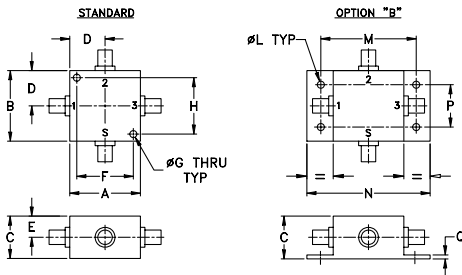 STANDARD
D
D
B
1
2
3
S
H
F
A
ØG THRU
TYP
E
C
OPTION "B"
M
ØL TYP
2
1
3
S
P
=
=
N
C
Q